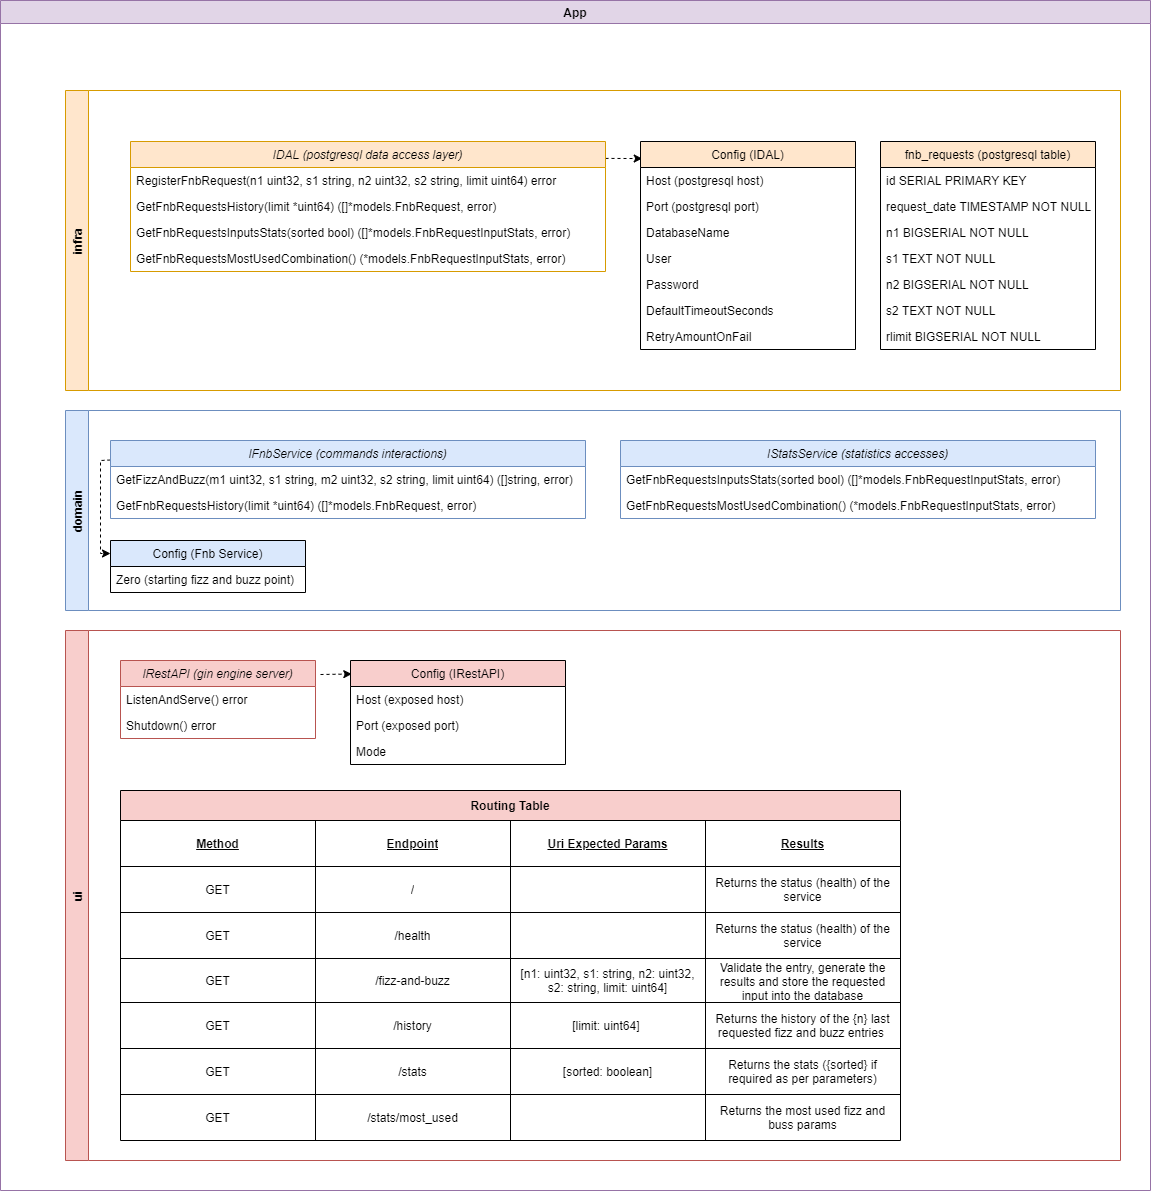 App
infra
IDAL (postgresql data access layer)
RegisterFnbRequest(n1 uint32, s1 string, n2 uint32, s2 string, limit uint64) error
GetFnbRequestsHistory(limit *uint64) ([]*models.FnbRequest, error)
GetFnbRequestsInputsStats(sorted bool) ([]*models.FnbRequestInputStats, error)
GetFnbRequestsMostUsedCombination() (*models.FnbRequestInputStats, error)
Config (IDAL)
Host (postgresql host)
Port (postgresql port)
DatabaseName
User
Password
DefaultTimeoutSeconds
RetryAmountOnFail
fnb_requests (postgresql table)
id SERIAL PRIMARY KEY
request_date TIMESTAMP NOT NULL
n1 BIGSERIAL NOT NULL
s1 TEXT NOT NULL
n2 BIGSERIAL NOT NULL
s2 TEXT NOT NULL
rlimit BIGSERIAL NOT NULL
domain
IFnbService (commands interactions)
GetFizzAndBuzz(m1 uint32, s1 string, m2 uint32, s2 string, limit uint64) ([]string, error)
GetFnbRequestsHistory(limit *uint64) ([]*models.FnbRequest, error)
IStatsService (statistics accesses)
GetFnbRequestsInputsStats(sorted bool) ([]*models.FnbRequestInputStats, error)
GetFnbRequestsMostUsedCombination() (*models.FnbRequestInputStats, error)
Config (Fnb Service)
Zero (starting fizz and buzz point)
ui
IRestAPI (gin engine server)
ListenAndServe() error
Shutdown() error
Config (IRestAPI)
Host (exposed host)
Port (exposed port)
Mode
Routing Table
Method
Endpoint
Uri Expected Params
Results
GET
/
Returns the status (health) of the
service
GET
/health
Returns the status (health) of the
service
GET
/fizz-and-buzz
[n1: uint32, s1: string, n2: uint32,
s2: string, limit: uint64]
Validate the entry, generate the
results and store the requested
input into the database
GET
/history
[limit: uint64]
Returns the history of the {n} last
requested fizz and buzz entries
GET
/stats
[sorted: boolean]
Returns the stats ({sorted} if
required as per parameters)
GET
/stats/most_used
Returns the most used fizz and
buss params